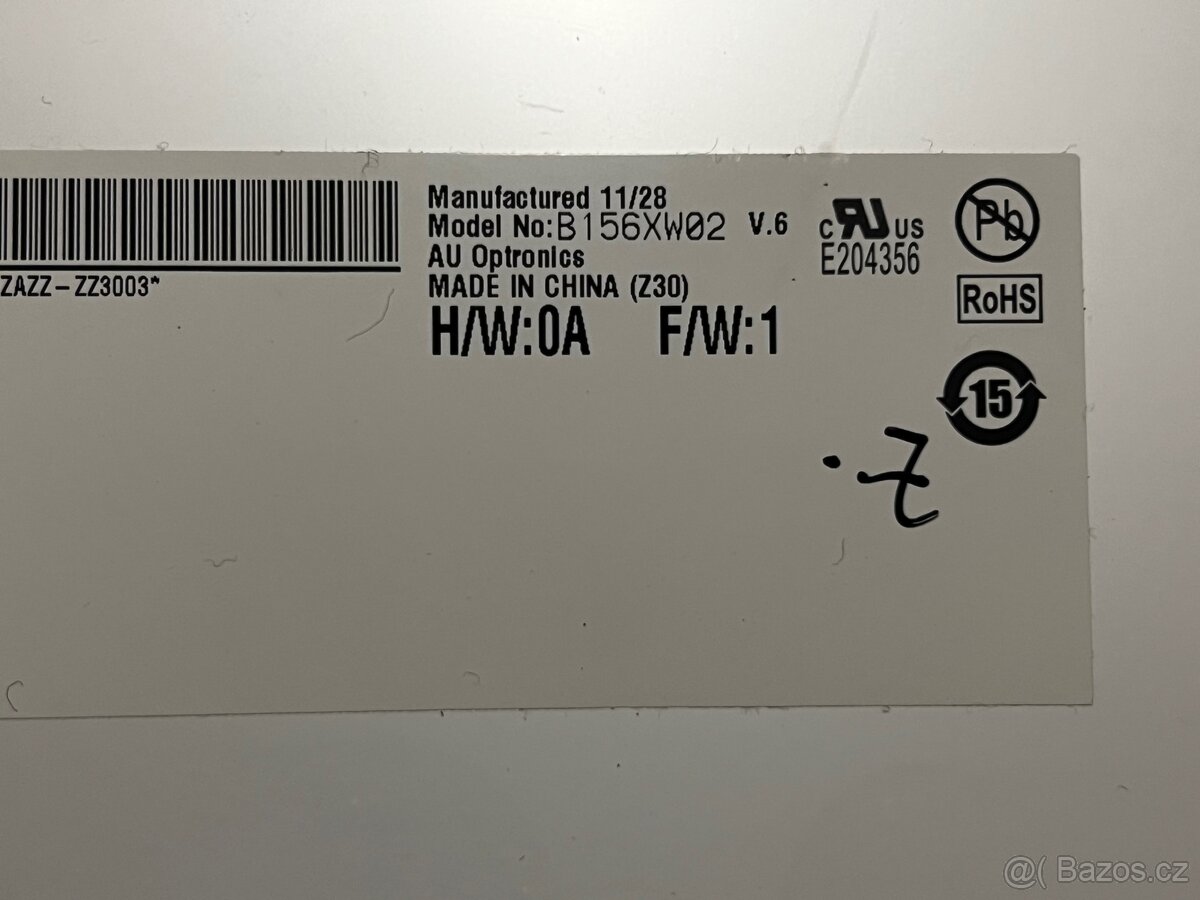 ZAZZ-ZZ3003*
Manufactured 11/28
Model No:B156XW02 V.6
AU Optronics
MADE IN CHINA (Z30)
H/W:0A F/W:1
c RU US
E204356
Pb
RoHS
15
@( Bazos.cz